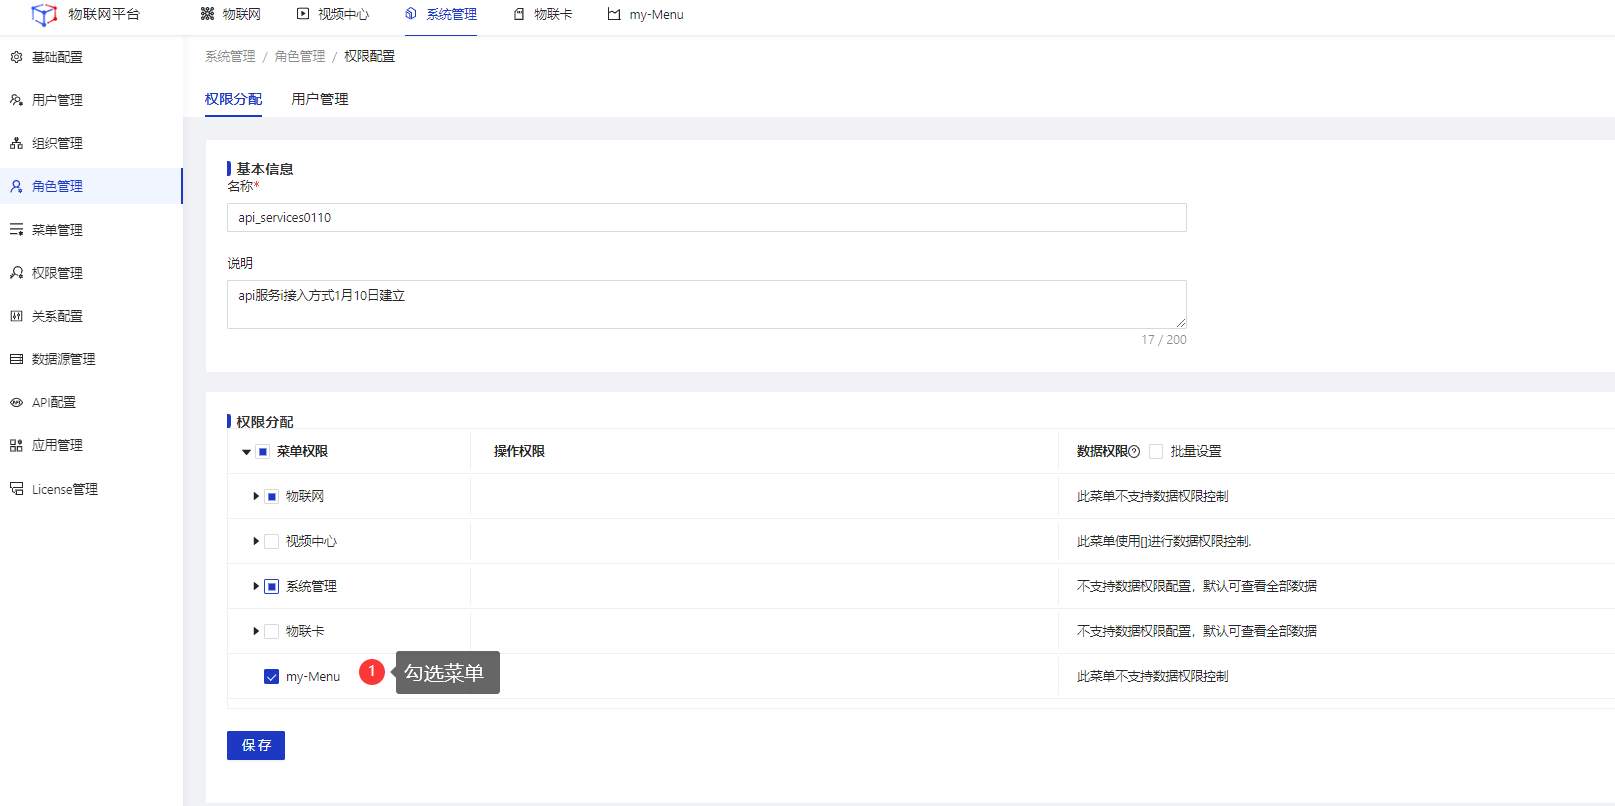 物联网平台
物联网
视频中心
系统管理
物联卡
my-Menu
基础配置
用户管理
组织管理
角色管理
菜单管理
权限管理
关系配置
数据源管理
API配置
应用管理
License管理
系统管理 / 角色管理 / 权限配置
权限分配
用户管理
基本信息
名称*
api_services0110
说明
api服务i接入方式1月10日建立
17 / 200
权限分配
菜单权限
操作权限
数据权限
批量设置
物联网
此菜单不支持数据权限控制
视频中心
此菜单使用[]进行数据权限控制.
系统管理
不支持数据权限配置，默认可查看全部数据
物联卡
不支持数据权限配置，默认可查看全部数据
my-Menu
1
勾选菜单
此菜单不支持数据权限控制
保存